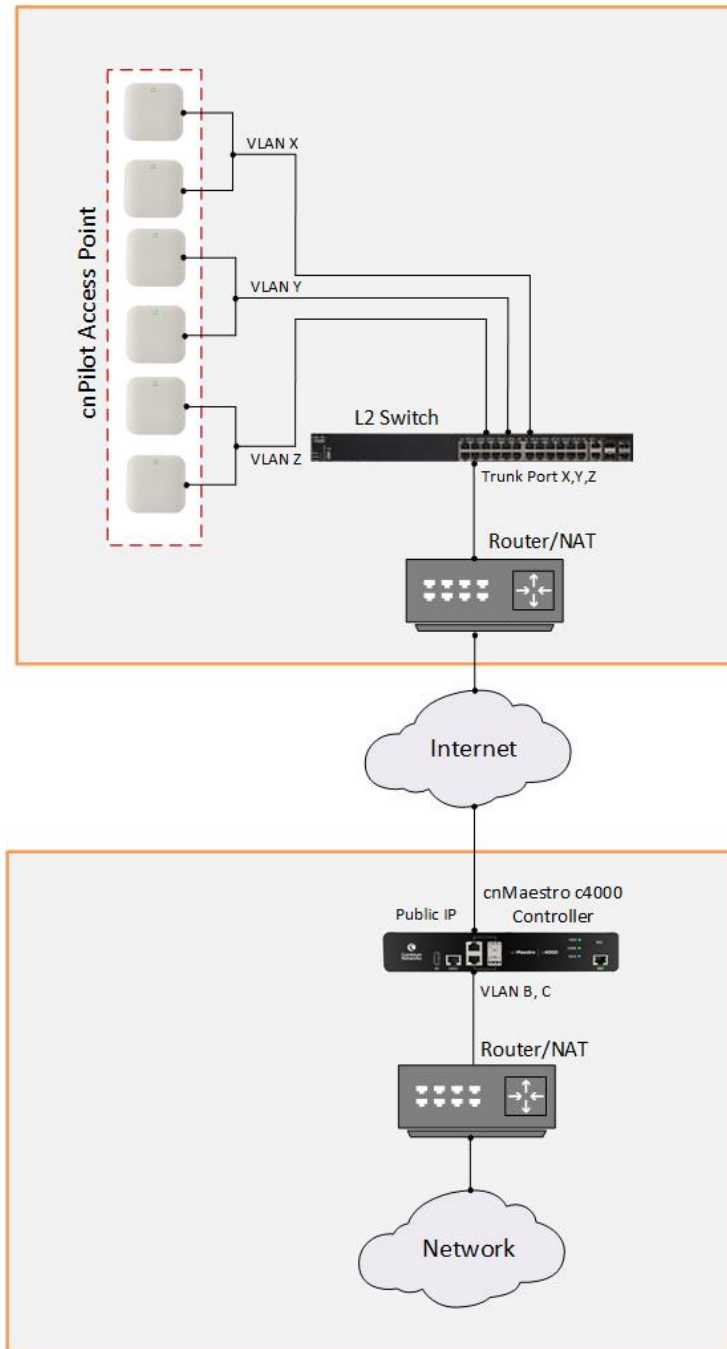 VLAN X
cnPilot Access Point
VLAN Y
L2 Switch
VLAN Z
Trunk Port X,Y,Z
Router/NAT
Internet
cnMaestro c4000
Public IP
Controller
VLAN B, C
Router/NAT
Network